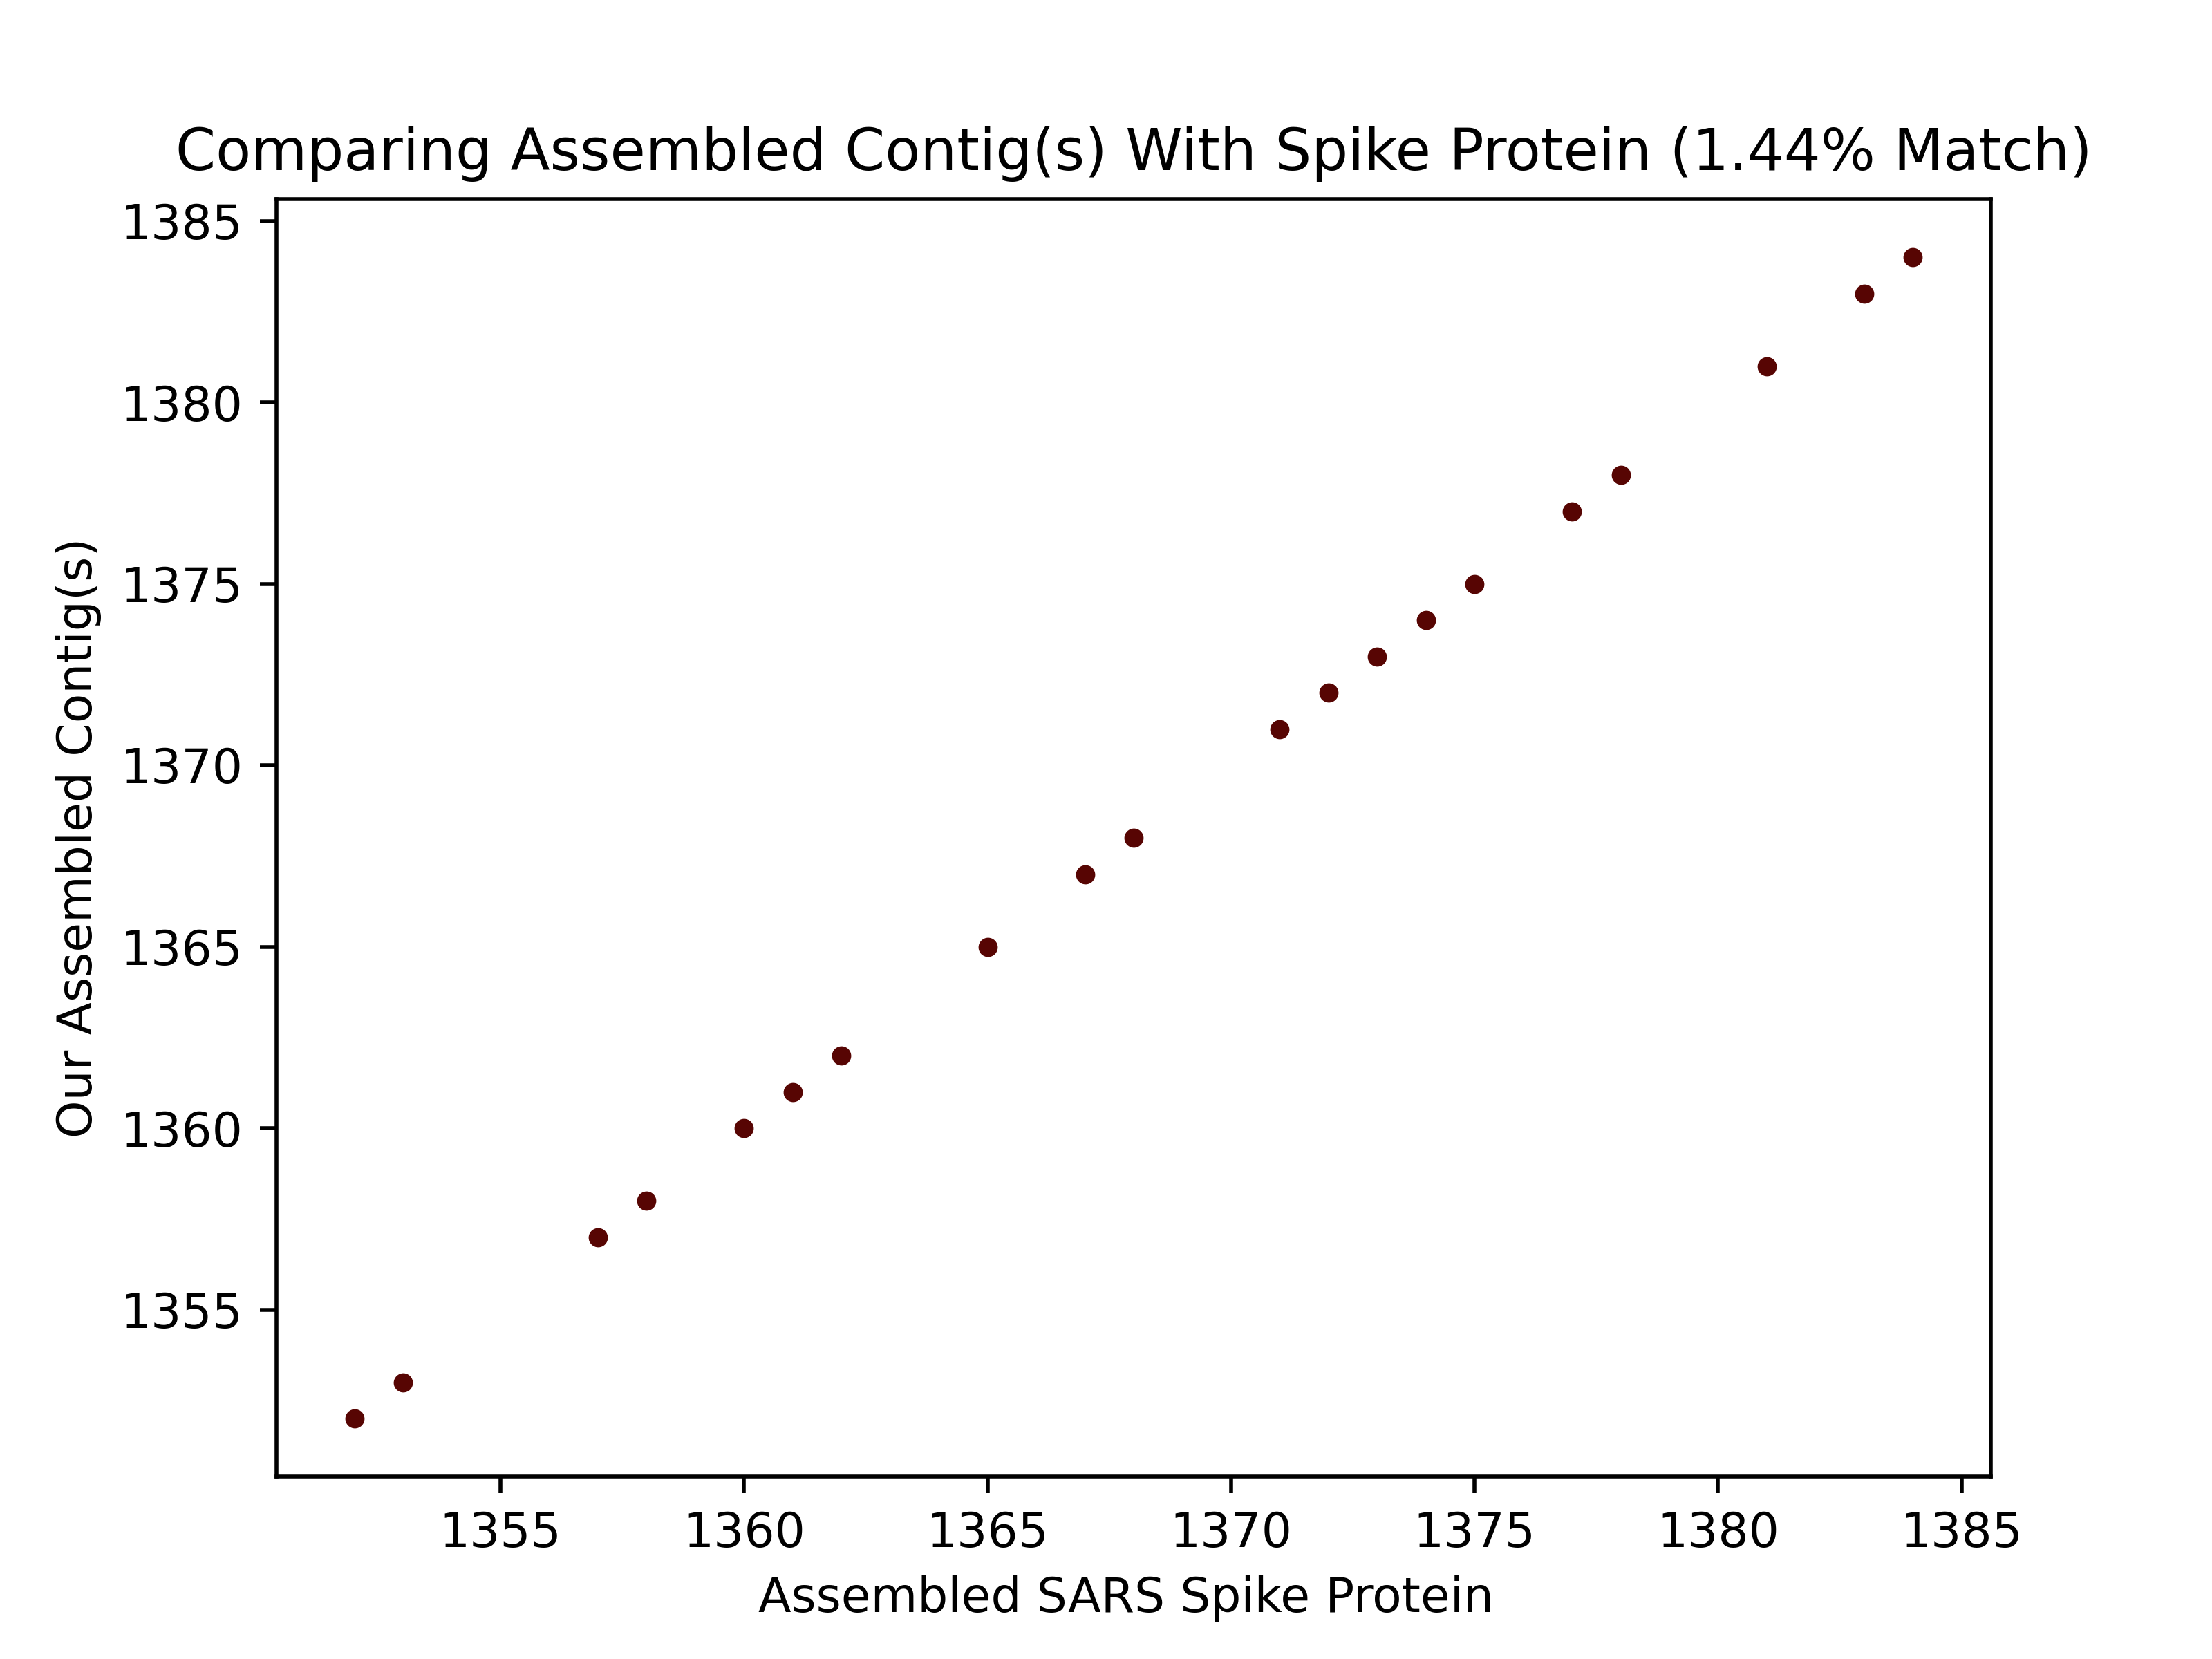 Comparing Assembled Contig(s) With Spike Protein (1.44% Match)
Our Assembled Contig(s)
1385
1380
1375
1370
1365
1360
1355
1355 1360 1365 1370 1375 1380 1385
Assembled SARS Spike Protein